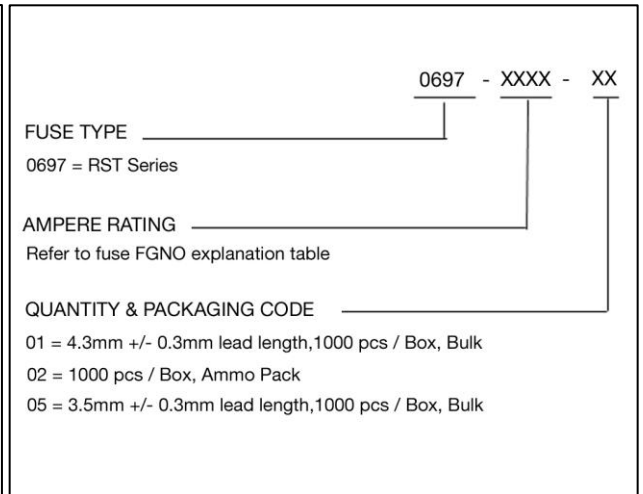 0697 - XXXX - XX
FUSE TYPE
0697 = RST Series
AMPERE RATING
Refer to fuse FGNO explanation table
QUANTITY & PACKAGING CODE
01 = 4.3mm +/- 0.3mm lead length,1000 pcs / Box, Bulk
02 = 1000 pcs / Box, Ammo Pack
05 = 3.5mm +/- 0.3mm lead length,1000 pcs / Box, Bulk